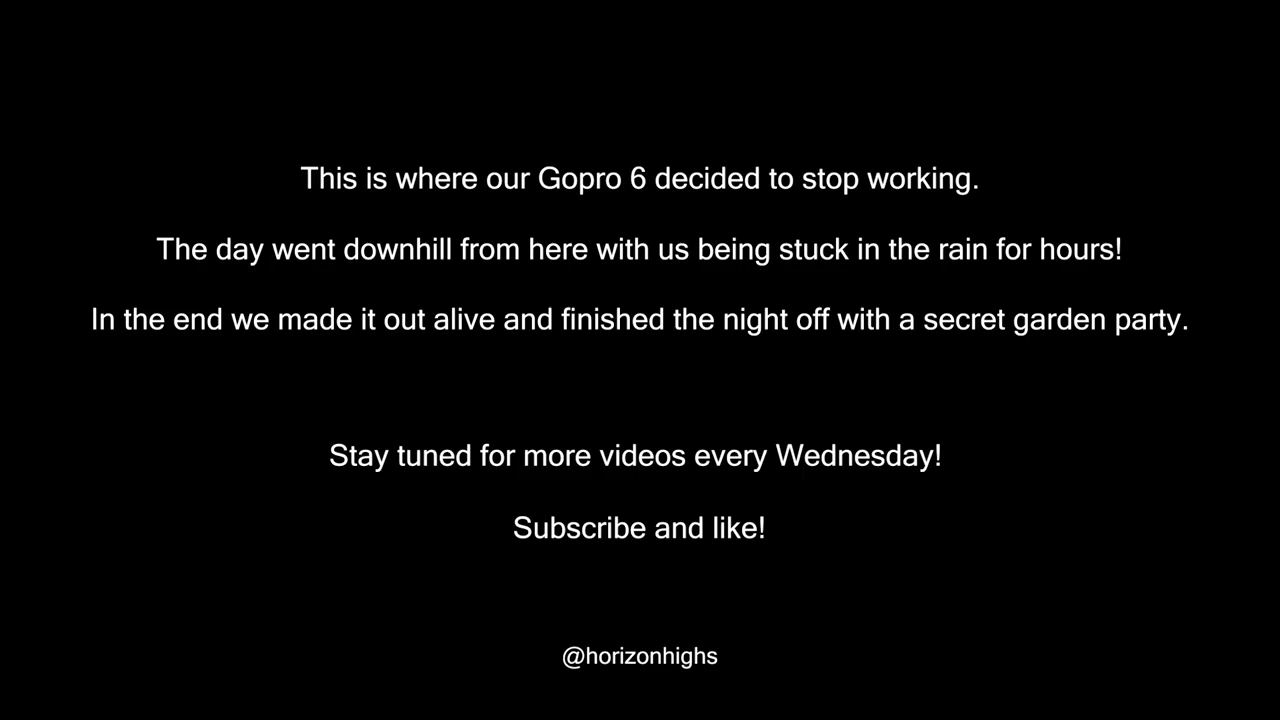 This is where our Gopro 6 decided to stop working.
The day went downhill from here with us being stuck in the rain for hours!
In the end we made it out alive and finished the night off with a secret garden party.
Stay tuned for more videos every Wednesday!
Subscribe and like!
@horizonhighs